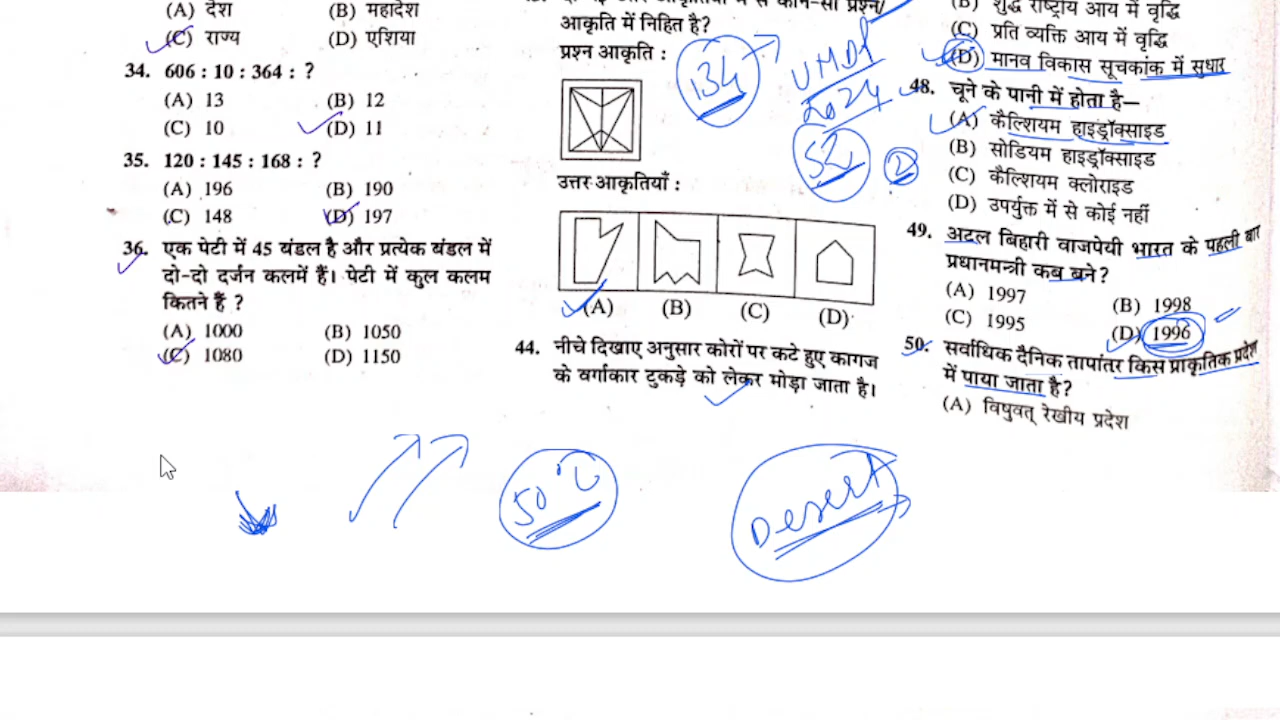 (A) देश (B) महादेश
(C) राज्य (D) एशिया
34. 606 : 10 : 364 : ?
(A) 13 (B) 12
(C) 10 (D) 11
35. 120 : 145 : 168 : ?
(A) 196 (B) 190
(C) 148 (D) 197
36. एक पेटी में 45 बंडल है और प्रत्येक बंडल में
दो-दो दर्जन कलमें हैं। पेटी में कुल कलम
कितने हैं ?
(A) 1000 (B) 1050
(C) 1080 (D) 1150
आकृति में निहित है?
प्रश्न आकृति :
134
2024
52
2
उत्तर आकृतियाँ :
(A) (B) (C) (D)
44. नीचे दिखाए अनुसार कोरों पर कटे हुए कागज
के वर्गाकार टुकड़े को लेकर मोड़ा जाता है।
(B) शुद्ध राष्ट्रीय आय में वृद्धि
(C) प्रति व्यक्ति आय में वृद्धि
(D) मानव विकास सूचकांक में सुधार
48. चूने के पानी में होता है—
(A) कैल्शियम हाइड्रॉक्साइड
(B) सोडियम हाइड्रॉक्साइड
(C) कैल्शियम क्लोराइड
(D) उपर्युक्त में से कोई नहीं
49. अटल बिहारी वाजपेयी भारत के पहली बार
प्रधानमन्त्री कब बने?
(A) 1997 (B) 1998
(C) 1995 (D) 1996
50. सर्वाधिक दैनिक तापांतर किस प्राकृतिक प्रदेश
में पाया जाता है?
(A) विषुवत् रेखीय प्रदेश
50°C
Desert